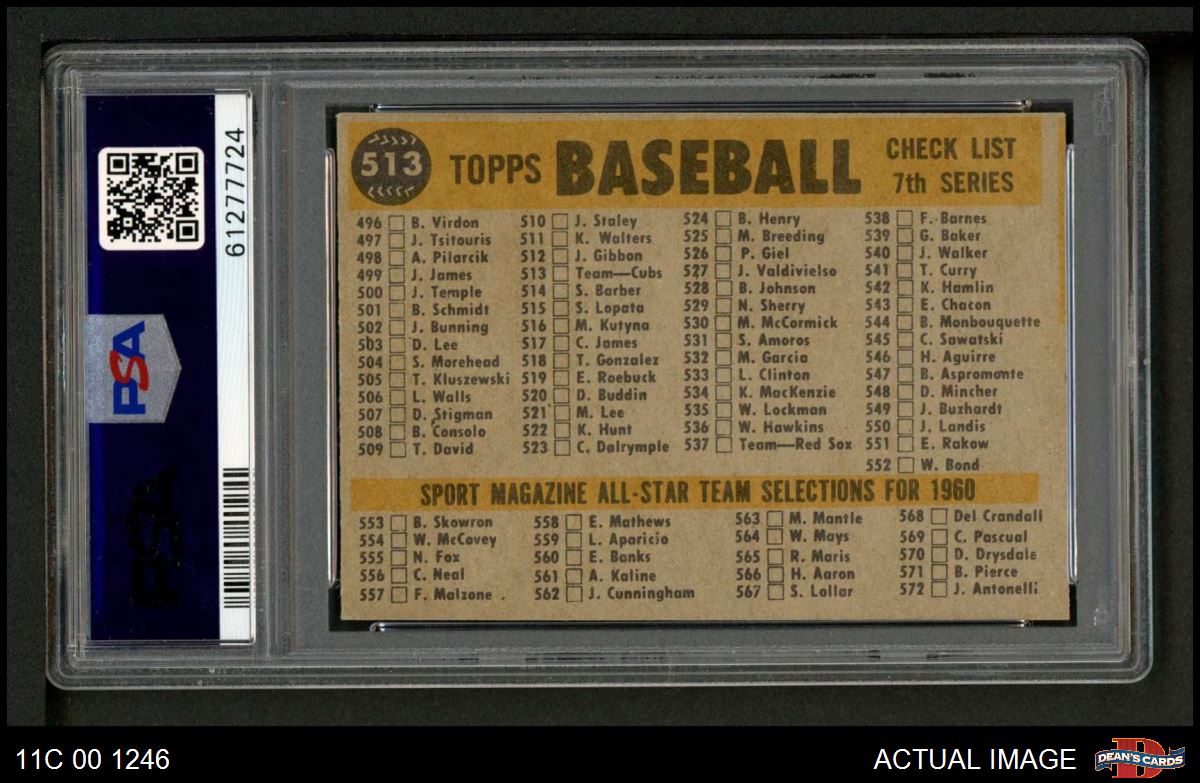 61277724
PSA
PSA
513 TOPPS BASEBALL CHECK LIST
7th SERIES
496 B. Virdon
497 J. Tsitouris
498 A. Pilarcik
499 J. James
500 J. Temple
501 B. Schmidt
502 J. Bunning
503 D. Lee
504 S. Morehead
505 T. Kluszewski
506 L. Walls
507 D. Stigman
508 B. Consolo
509 T. David
510 J. Staley
511 K. Walters
512 J. Gibbon
513 Team—Cubs
514 S. Barber
515 S. Lopata
516 M. Kutyna
517 C. James
518 T. Gonzalez
519 E. Roebuck
520 D. Buddin
521 M. Lee
522 K. Hunt
523 C. Dalrymple
524 B. Henry
525 M. Breeding
526 P. Giel
527 J. Valdivielso
528 B. Johnson
529 N. Sherry
530 M. McCormick
531 S. Amoros
532 M. Garcia
533 L. Clinton
534 K. MacKenzie
535 W. Lockman
536 W. Hawkins
537 Team—Red Sox
538 F. Barnes
539 G. Baker
540 J. Walker
541 T. Curry
542 K. Hamlin
543 E. Chacon
544 B. Monbouquette
545 C. Sawatski
546 H. Aguirre
547 B. Aspromonte
548 D. Mincher
549 J. Buzhardt
550 J. Landis
551 E. Rakow
552 W. Bond
SPORT MAGAZINE ALL-STAR TEAM SELECTIONS FOR 1960
553 B. Skowron
554 W. McCovey
555 N. Fox
556 C. Neal
557 F. Malzone
558 E. Mathews
559 L. Aparicio
560 E. Banks
561 A. Kaline
562 J. Cunningham
563 M. Mantle
564 W. Mays
565 R. Maris
566 H. Aaron
567 S. Lollar
568 Del Crandall
569 C. Pascual
570 D. Drysdale
571 B. Pierce
572 J. Antonelli
11C 00 1246
ACTUAL IMAGE
DEAN'S CARDS